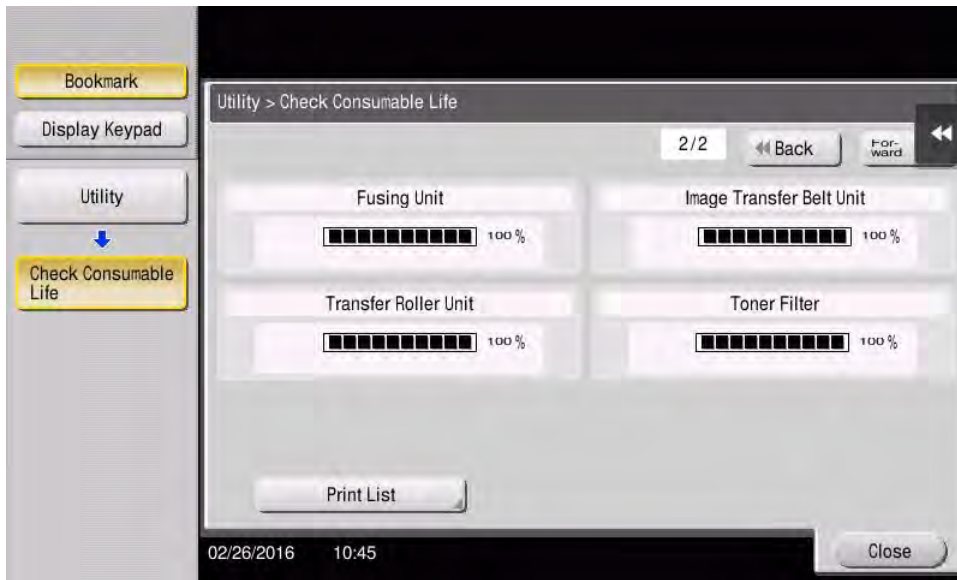 Bookmark
Display Keypad
Utility
Check Consumable
Life
Utility > Check Consumable Life
2/2
Back
For-
ward
Fusing Unit
Image Transfer Belt Unit
100 %
100 %
Transfer Roller Unit
Toner Filter
100 %
100 %
Print List
02/26/2016 10:45
Close